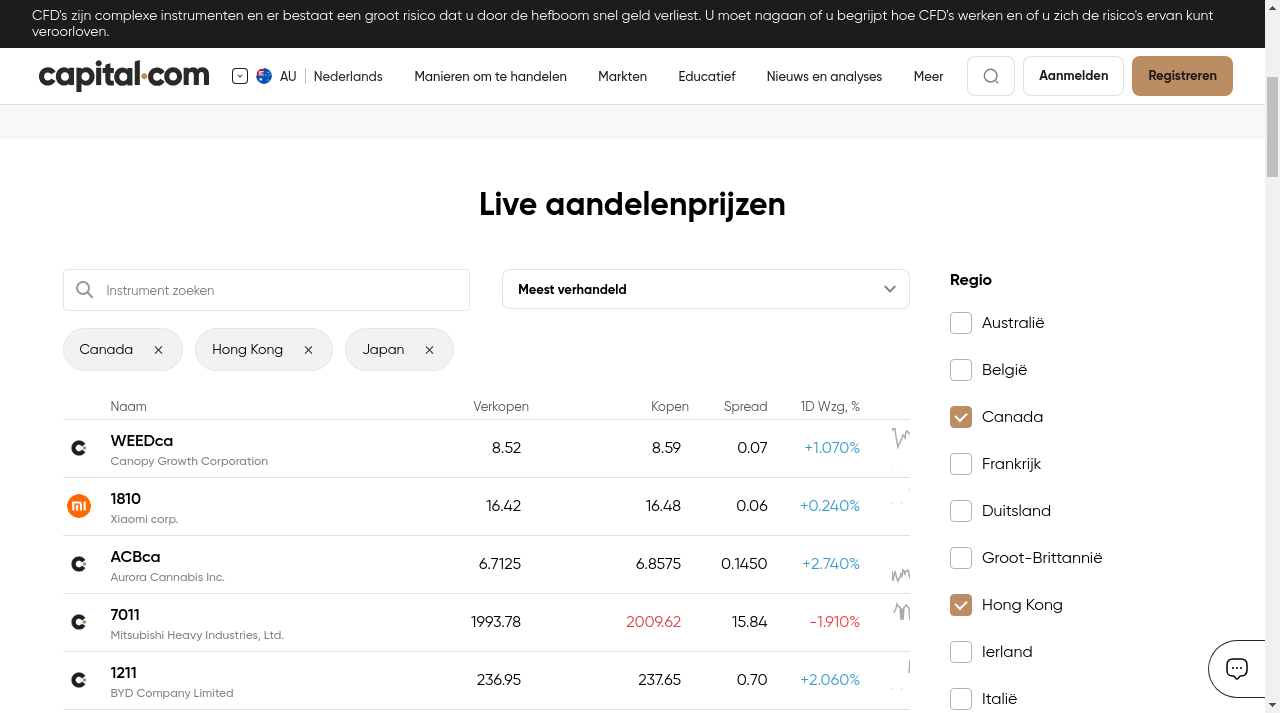 CFD's zijn complexe instrumenten en er bestaat een groot risico dat u door de hefboom snel geld verliest. U moet nagaan of u begrijpt hoe CFD's werken en of u zich de risico's ervan kunt
veroorloven.
capital.com
AU
Nederlands
Manieren om te handelen
Markten
Educatief
Nieuws en analyses
Meer
Aanmelden
Registreren
Live aandelenprijzen
Instrument zoeken
Meest verhandeld
Canada
Hong Kong
Japan
Naam Verkopen Kopen Spread 1D Wzg, %
WEEDca 8.52 8.59 0.07 +1.070%
Canopy Growth Corporation
1810 16.42 16.48 0.06 +0.240%
Xiaomi corp.
ACBca 6.7125 6.8575 0.1450 +2.740%
Aurora Cannabis Inc.
7011 1993.78 2009.62 15.84 -1.910%
Mitsubishi Heavy Industries, Ltd.
1211 236.95 237.65 0.70 +2.060%
BYD Company Limited
Regio
Australië
België
Canada
Frankrijk
Duitsland
Groot-Brittannië
Hong Kong
Ierland
Italië